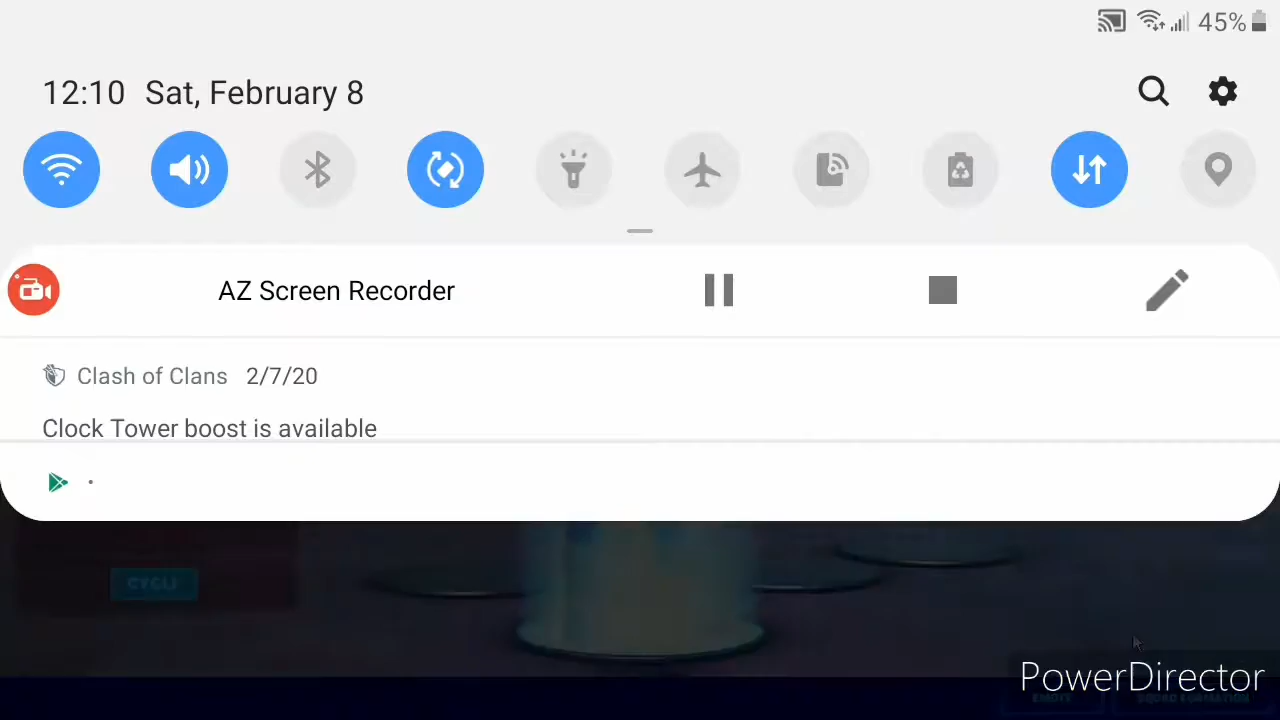 45%
12:10 Sat, February 8
AZ Screen Recorder
Clash of Clans 2/7/20
Clock Tower boost is available
PowerDirector